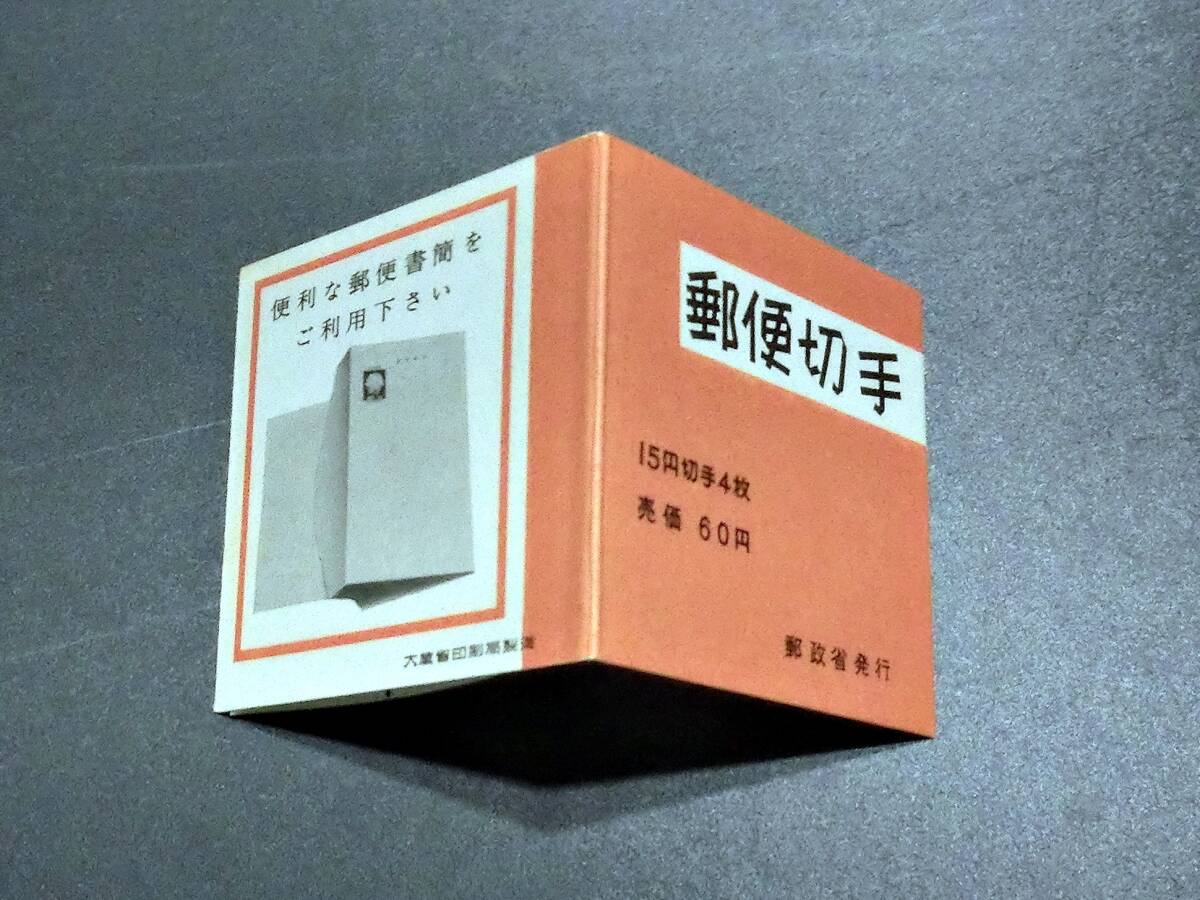 便利な郵便書簡を
ご利用下さい
大蔵省印刷局製造
郵便切手
15円切手4枚
売価 60円
郵政省発行